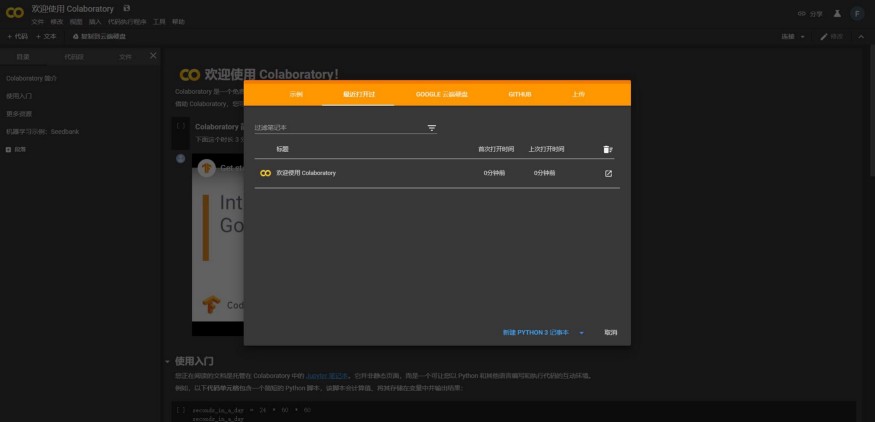 欢迎使用 Colaboratory
文件 修改 视图 插入 代码执行程序 工具 帮助
分享
F
+ 代码 + 文本 复制到云端硬盘
连接 修改
目录 代码段 文件
Colaboratory 简介
使用入门
更多资源
机器学习示例：Seedbank
欢迎使用 Colaboratory!
Colaboratory 是一个免费
借助 Colaboratory，您可
[ ] Colaboratory
下面这个时长 3
Get sta
Int
Go
Cod
示例 最近打开过 GOOGLE 云端硬盘 GITHUB 上传
过滤笔记本
标题 首次打开时间 上次打开时间
欢迎使用 Colaboratory 0分钟前 0分钟前
新建 PYTHON 3 记事本 取消
使用入门
您正在阅读的文档是托管在 Colaboratory 中的 Jupyter 笔记本。它并非静态页面，而是一个可让您以 Python 和其他语言编写和执行代码的互动环境。
例如，以下代码单元格包含一个简短的 Python 脚本，该脚本会计算值、将其存储在变量中并输出结果：
[ ] seconds_in_a_day = 24 * 60 * 60
seconds_in_a_day